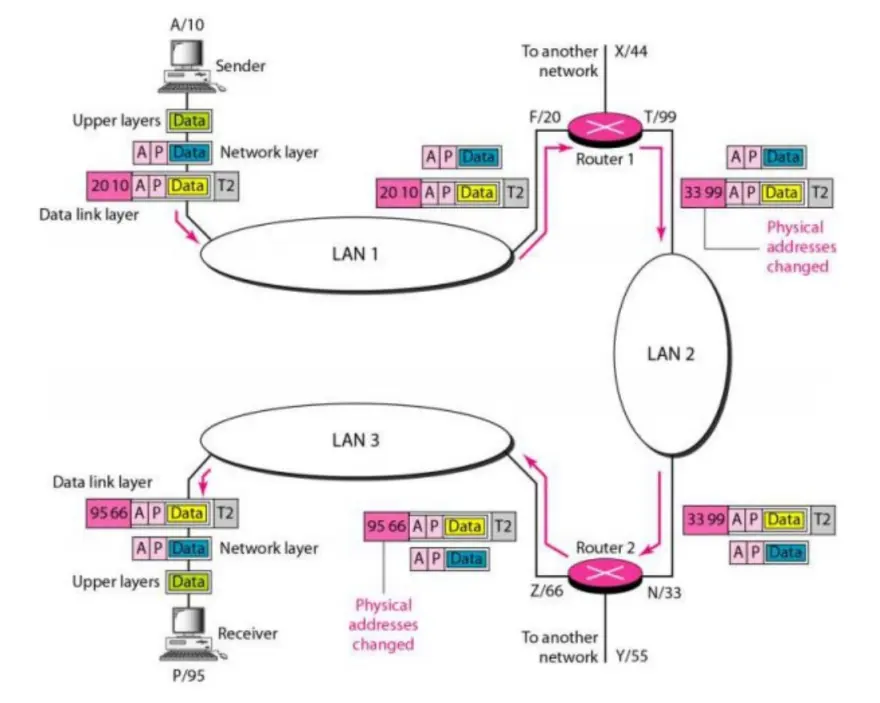 A/10
Sender
Upper layers Data
A P Data Network layer
20 10 A P Data T2
Data link layer
LAN 1
A P Data
20 10 A P Data T2
To another
network
X/44
F/20
T/99
Router 1
A P Data
33 99 A P Data T2
Physical
addresses
changed
LAN 2
33 99 A P Data T2
A P Data
Router 2
Z/66
N/33
To another
network
Y/55
LAN 3
95 66 A P Data T2
A P Data
Physical
addresses
changed
Data link layer
95 66 A P Data T2
A P Data Network layer
Upper layers Data
Receiver
P/95